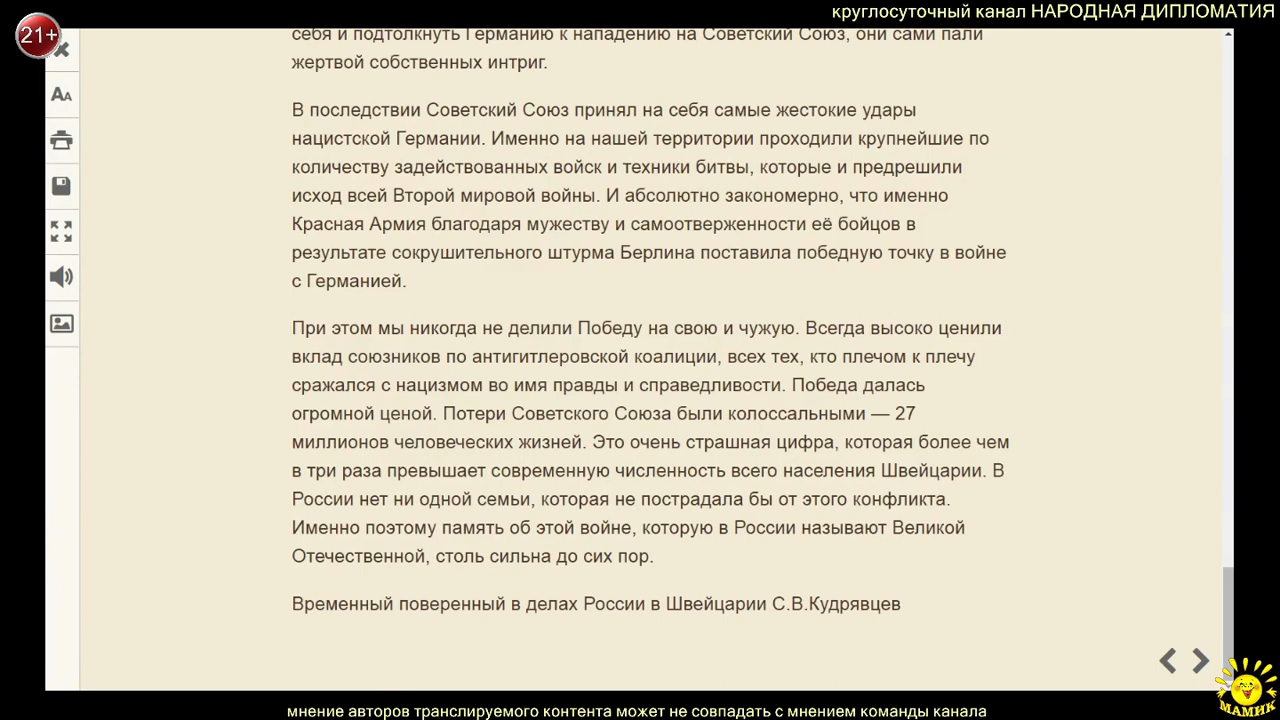 круглосуточный канал НАРОДНАЯ ДИПЛОМАТИЯ
21+
себя и подтолкнуть Германию к нападению на Советский Союз, они сами пали
жертвой собственных интриг.
В последствии Советский Союз принял на себя самые жестокие удары
нацистской Германии. Именно на нашей территории проходили крупнейшие по
количеству задействованных войск и техники битвы, которые и предрешили
исход всей Второй мировой войны. И абсолютно закономерно, что именно
Красная Армия благодаря мужеству и самоотверженности её бойцов в
результате сокрушительного штурма Берлина поставила победную точку в войне
с Германией.
При этом мы никогда не делили Победу на свою и чужую. Всегда высоко ценили
вклад союзников по антигитлеровской коалиции, всех тех, кто плечом к плечу
сражался с нацизмом во имя правды и справедливости. Победа далась
огромной ценой. Потери Советского Союза были колоссальными — 27
миллионов человеческих жизней. Это очень страшная цифра, которая более чем
в три раза превышает современную численность всего населения Швейцарии. В
России нет ни одной семьи, которая не пострадала бы от этого конфликта.
Именно поэтому память об этой войне, которую в России называют Великой
Отечественной, столь сильна до сих пор.
Временный поверенный в делах России в Швейцарии С.В.Кудрявцев
МАМИК
мнение авторов транслируемого контента может не совпадать с мнением команды канала